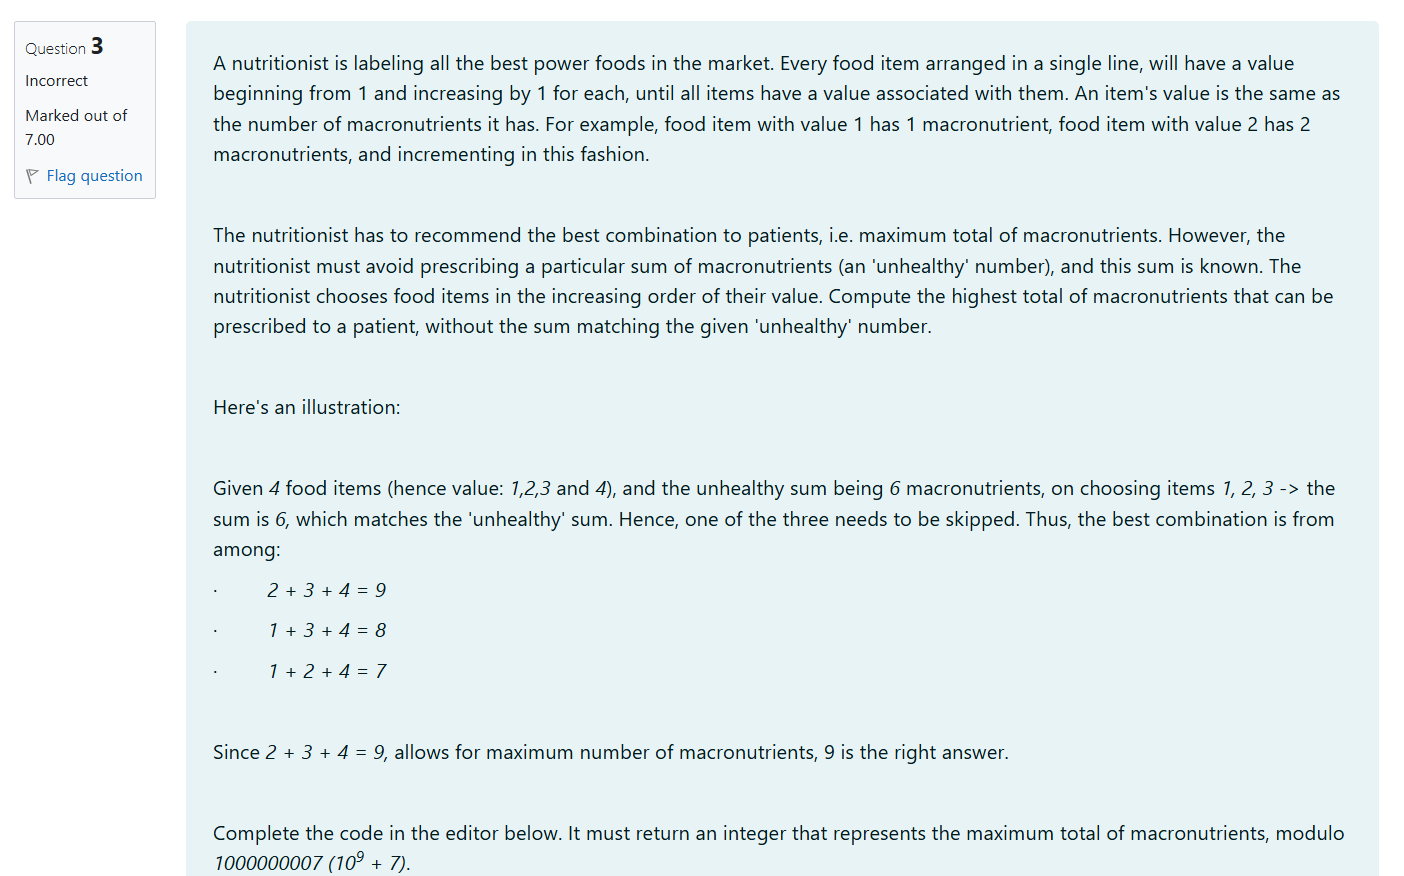 Question 3
Incorrect
Marked out of
7.00
Flag question
A nutritionist is labeling all the best power foods in the market. Every food item arranged in a single line, will have a value
beginning from 1 and increasing by 1 for each, until all items have a value associated with them. An item's value is the same as
the number of macronutrients it has. For example, food item with value 1 has 1 macronutrient, food item with value 2 has 2
macronutrients, and incrementing in this fashion.
The nutritionist has to recommend the best combination to patients, i.e. maximum total of macronutrients. However, the
nutritionist must avoid prescribing a particular sum of macronutrients (an 'unhealthy' number), and this sum is known. The
nutritionist chooses food items in the increasing order of their value. Compute the highest total of macronutrients that can be
prescribed to a patient, without the sum matching the given 'unhealthy' number.
Here's an illustration:
Given 4 food items (hence value: 1,2,3 and 4), and the unhealthy sum being 6 macronutrients, on choosing items 1, 2, 3 -> the
sum is 6, which matches the 'unhealthy' sum. Hence, one of the three needs to be skipped. Thus, the best combination is from
among:
· 2 + 3 + 4 = 9
· 1 + 3 + 4 = 8
· 1 + 2 + 4 = 7
Since 2 + 3 + 4 = 9, allows for maximum number of macronutrients, 9 is the right answer.
Complete the code in the editor below. It must return an integer that represents the maximum total of macronutrients, modulo
1000000007 (10⁹ + 7).